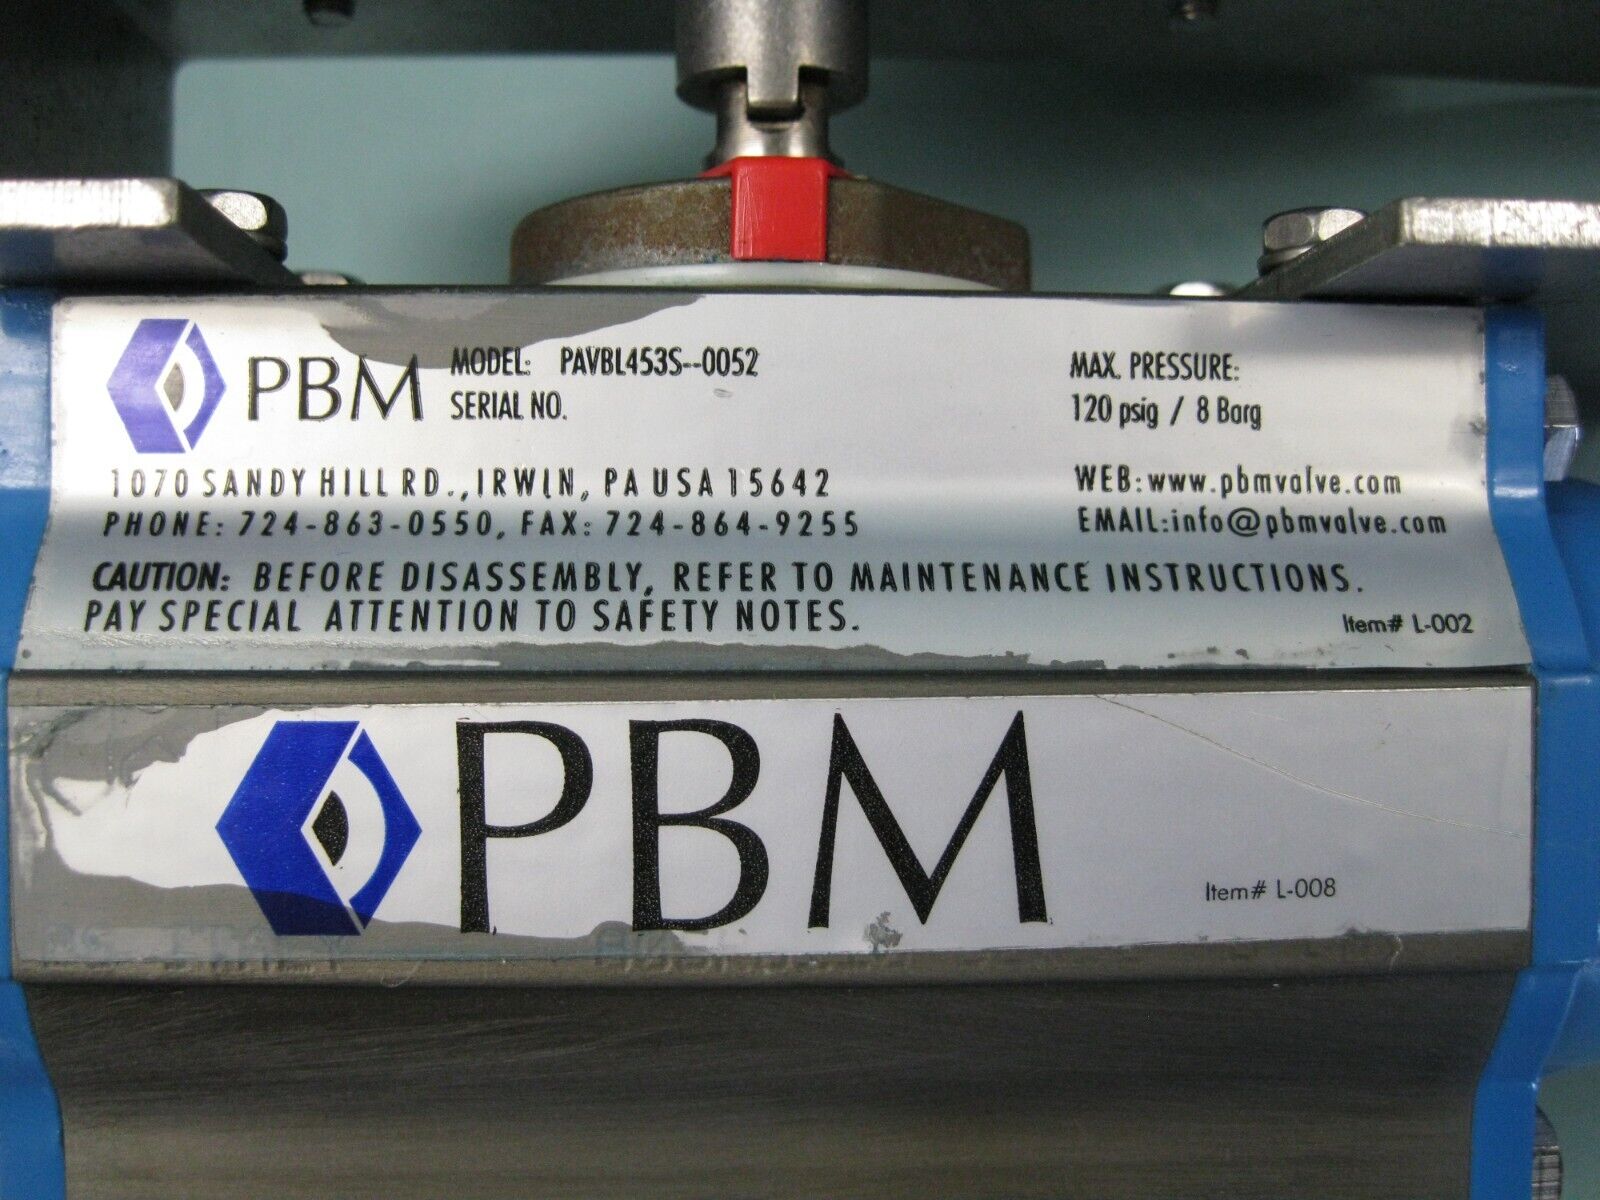 PBM
MODEL: PAVBL453S--0052
SERIAL NO.
MAX. PRESSURE:
120 psig / 8 Barg
1070 SANDY HILL RD., IRWIN, PA USA 15642
PHONE: 724-863-0550, FAX: 724-864-9255
WEB: www.pbmvalve.com
EMAIL:info@pbmvalve.com
CAUTION: BEFORE DISASSEMBLY, REFER TO MAINTENANCE INSTRUCTIONS.
PAY SPECIAL ATTENTION TO SAFETY NOTES.
Item# L-002
PBM
Item# L-008